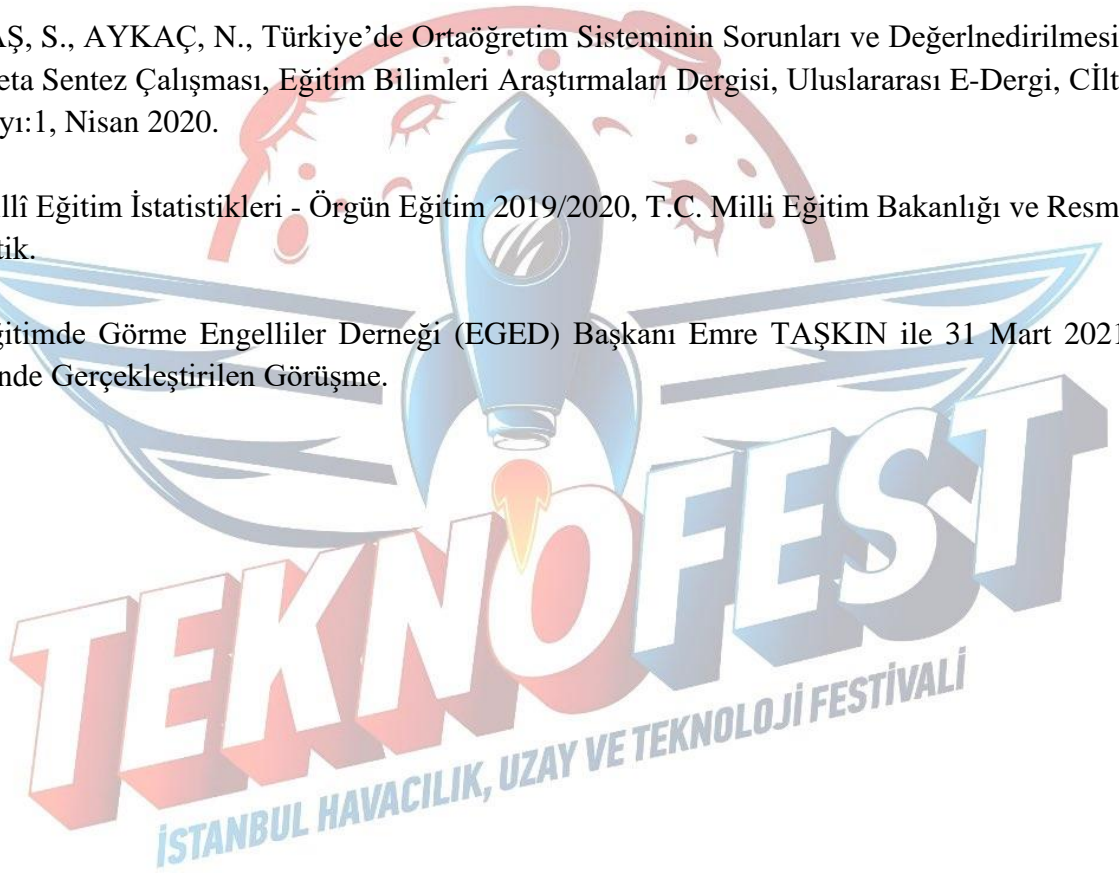 AŞ, S., AYKAÇ, N., Türkiye’de Ortaöğretim Sisteminin Sorunları ve Değerlnedirilmesi
eta Sentez Çalışması, Eğitim Bilimleri Araştırmaları Dergisi, Uluslararası E-Dergi, Cİlt
yı:1, Nisan 2020.
llî Eğitim İstatistikleri - Örgün Eğitim 2019/2020, T.C. Milli Eğitim Bakanlığı ve Resm
tik.
ğitimde Görme Engelliler Derneği (EGED) Başkanı Emre TAŞKIN ile 31 Mart 2021
nde Gerçekleştirilen Görüşme.
TEKNOFEST
İSTANBUL HAVACILIK, UZAY VE TEKNOLOJİ FESTİVALİ